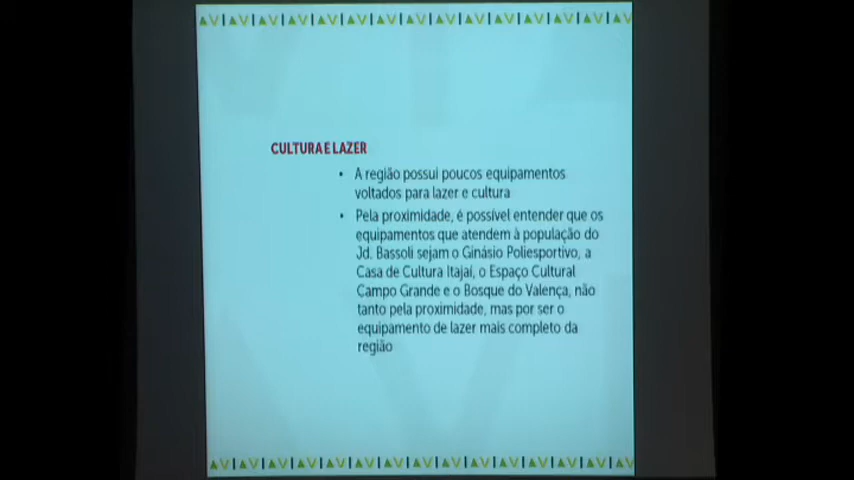 CULTURA E LAZER
• A região possui poucos equipamentos
voltados para lazer e cultura
• Pela proximidade, é possível entender que os
equipamentos que atendem à população do
Jd. Bassoli sejam o Ginásio Poliesportivo, a
Casa de Cultura Itajaí, o Espaço Cultural
Campo Grande e o Bosque do Valença, não
tanto pela proximidade, mas por ser o
equipamento de lazer mais completo da
região